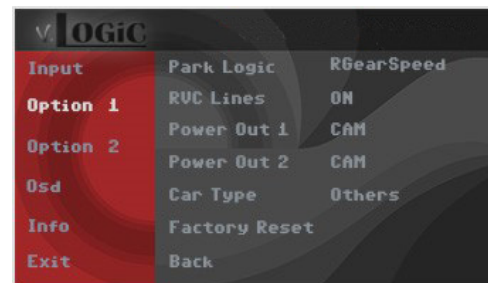 v.LOGiC
Input
Option 1
Option 2
Osd
Info
Exit
Park Logic RGearSpeed
RVC Lines ON
Power Out 1 CAM
Power Out 2 CAM
Car Type Others
Factory Reset
Back